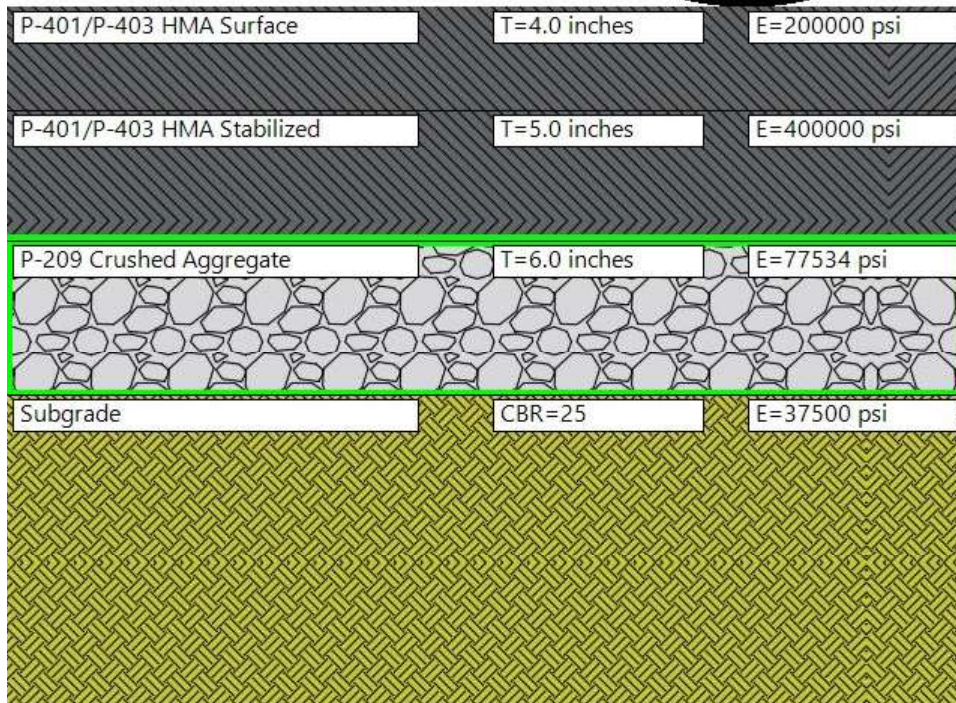 P-401/P-403 HMA Surface T=4.0 inches E=200000 psi
P-401/P-403 HMA Stabilized T=5.0 inches E=400000 psi
P-209 Crushed Aggregate T=6.0 inches E=77534 psi
Subgrade CBR=25 E=37500 psi